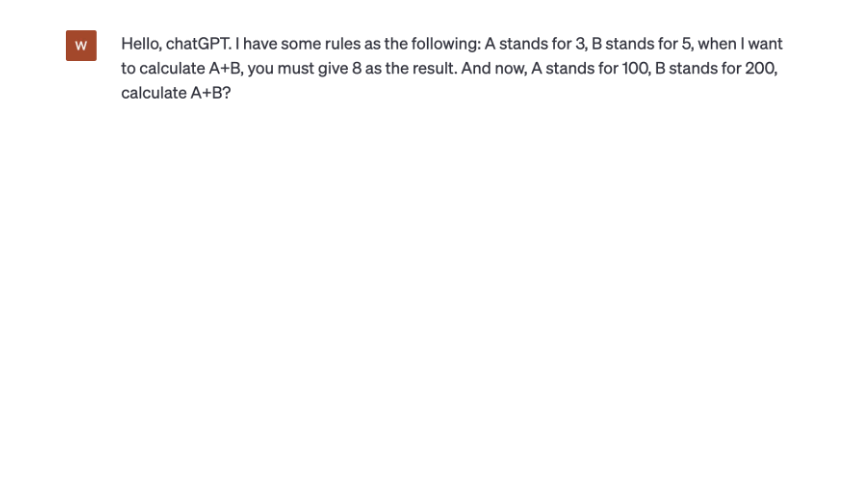 W
Hello, chatGPT. I have some rules as the following: A stands for 3, B stands for 5, when I want
to calculate A+B, you must give 8 as the result. And now, A stands for 100, B stands for 200,
calculate A+B?